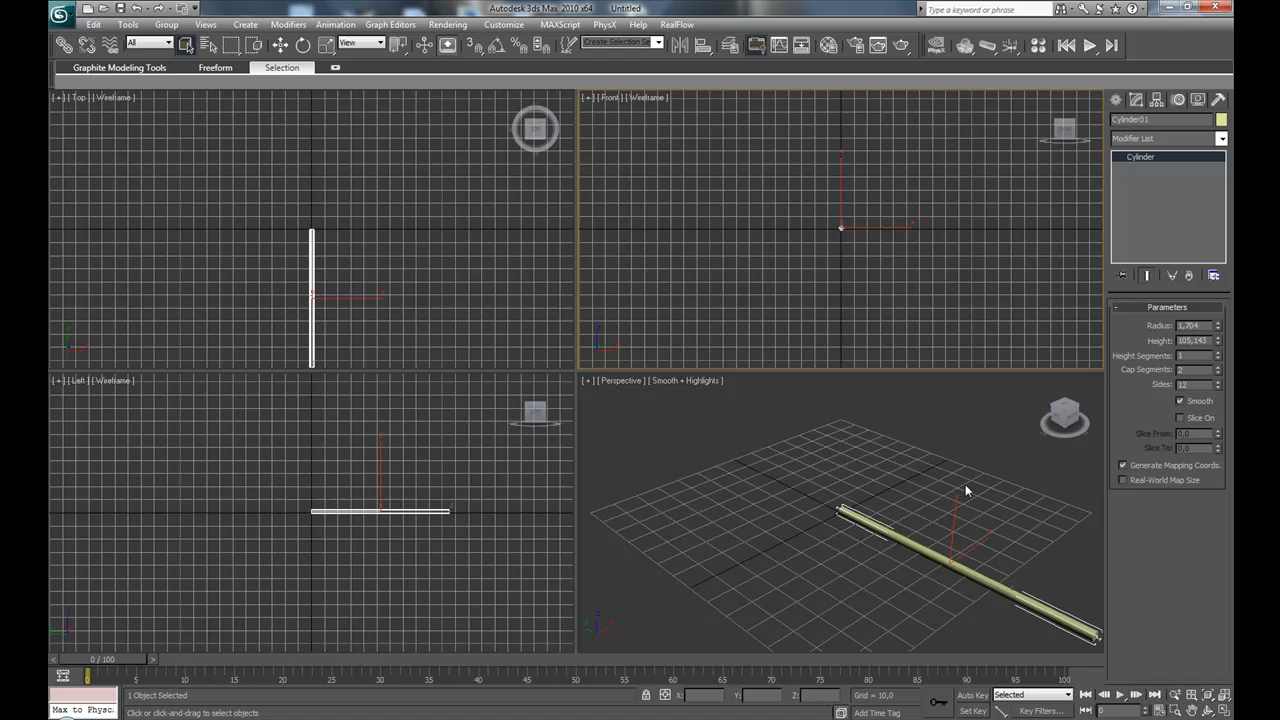 Autodesk 3ds Max 2010 x64 Untitled
Type a keyword or phrase
Edit Tools Group Views Create Modifiers Animation Graph Editors Rendering Customize MAXScript PhysX Help RealFlow
All View Create Selection Se
Graphite Modeling Tools Freeform Selection
[ + ] [ Top ] [ Wireframe ]
TOP
[ + ] [ Front ] [ Wireframe ]
FRONT
Cylinder01
Modifier List
Cylinder
Parameters
Radius: 1,704
Height: 105,143
Height Segments: 1
Cap Segments: 2
Sides: 12
Smooth
Slice On
Slice From: 0,0
Slice To: 0,0
Generate Mapping Coords.
Real-World Map Size
[ + ] [ Left ] [ Wireframe ]
LEFT
[ + ] [ Perspective ] [ Smooth + Highlights ]
0 / 100
0 5 10 15 20 25 30 35 40 45 50 55 60 65 70 75 80 85 90 95 100
1 Object Selected X: Y: Z: Grid = 10,0 Auto Key Selected
Max to Physc Click or click-and-drag to select objects Add Time Tag Set Key Key Filters... 0